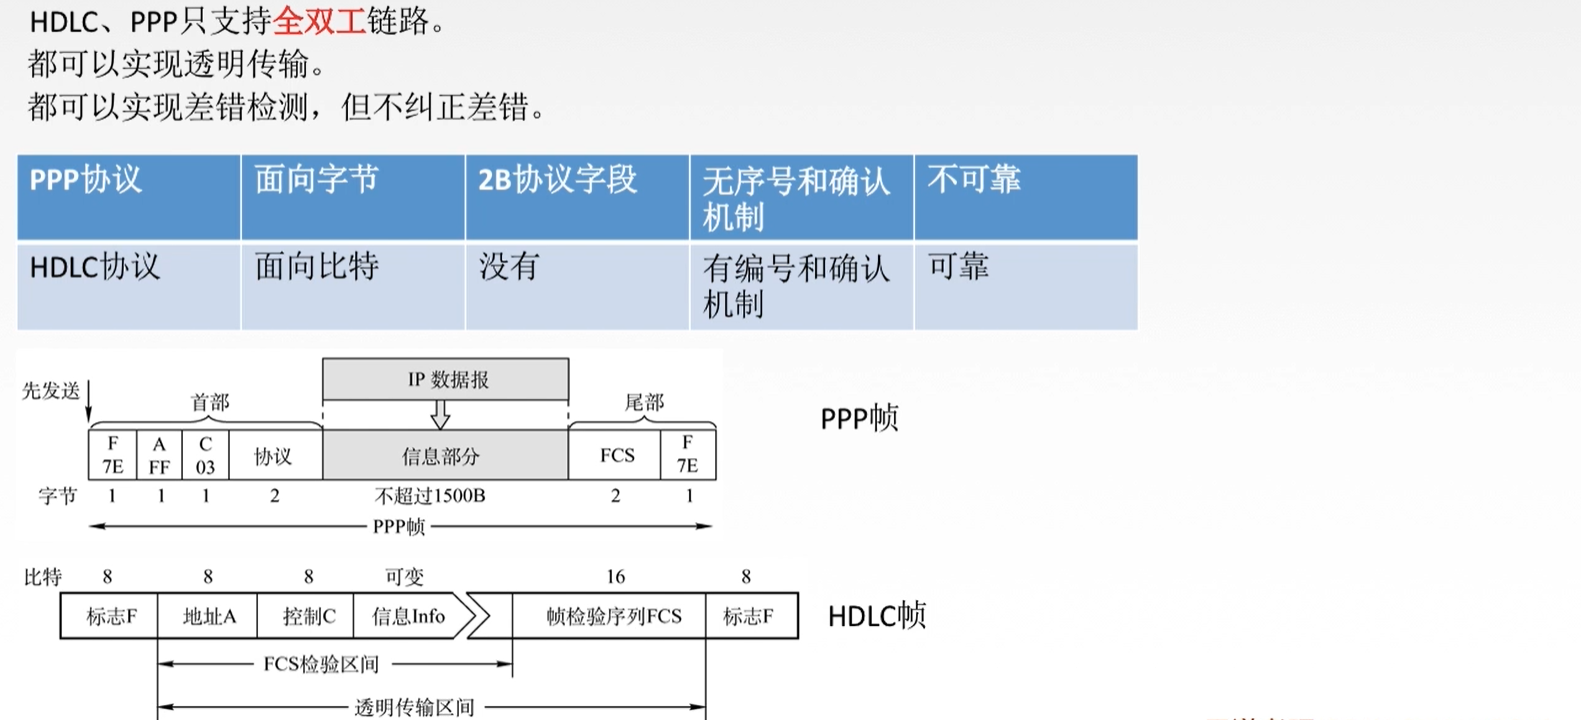 HDLC、PPP只支持全双工链路。
都可以实现透明传输。
都可以实现差错检测，但不纠正差错。
PPP协议 面向字节 2B协议字段 无序号和确认机制 不可靠
HDLC协议 面向比特 没有 有编号和确认机制 可靠
IP 数据报
先发送
首部 尾部
F 7E A FF C 03 协议 信息部分 FCS F 7E
PPP帧
字节 1 1 1 2 不超过1500B 2 1
PPP帧
比特 8 8 8 可变 16 8
标志F 地址A 控制C 信息Info 帧检验序列FCS 标志F
HDLC帧
FCS检验区间
透明传输区间